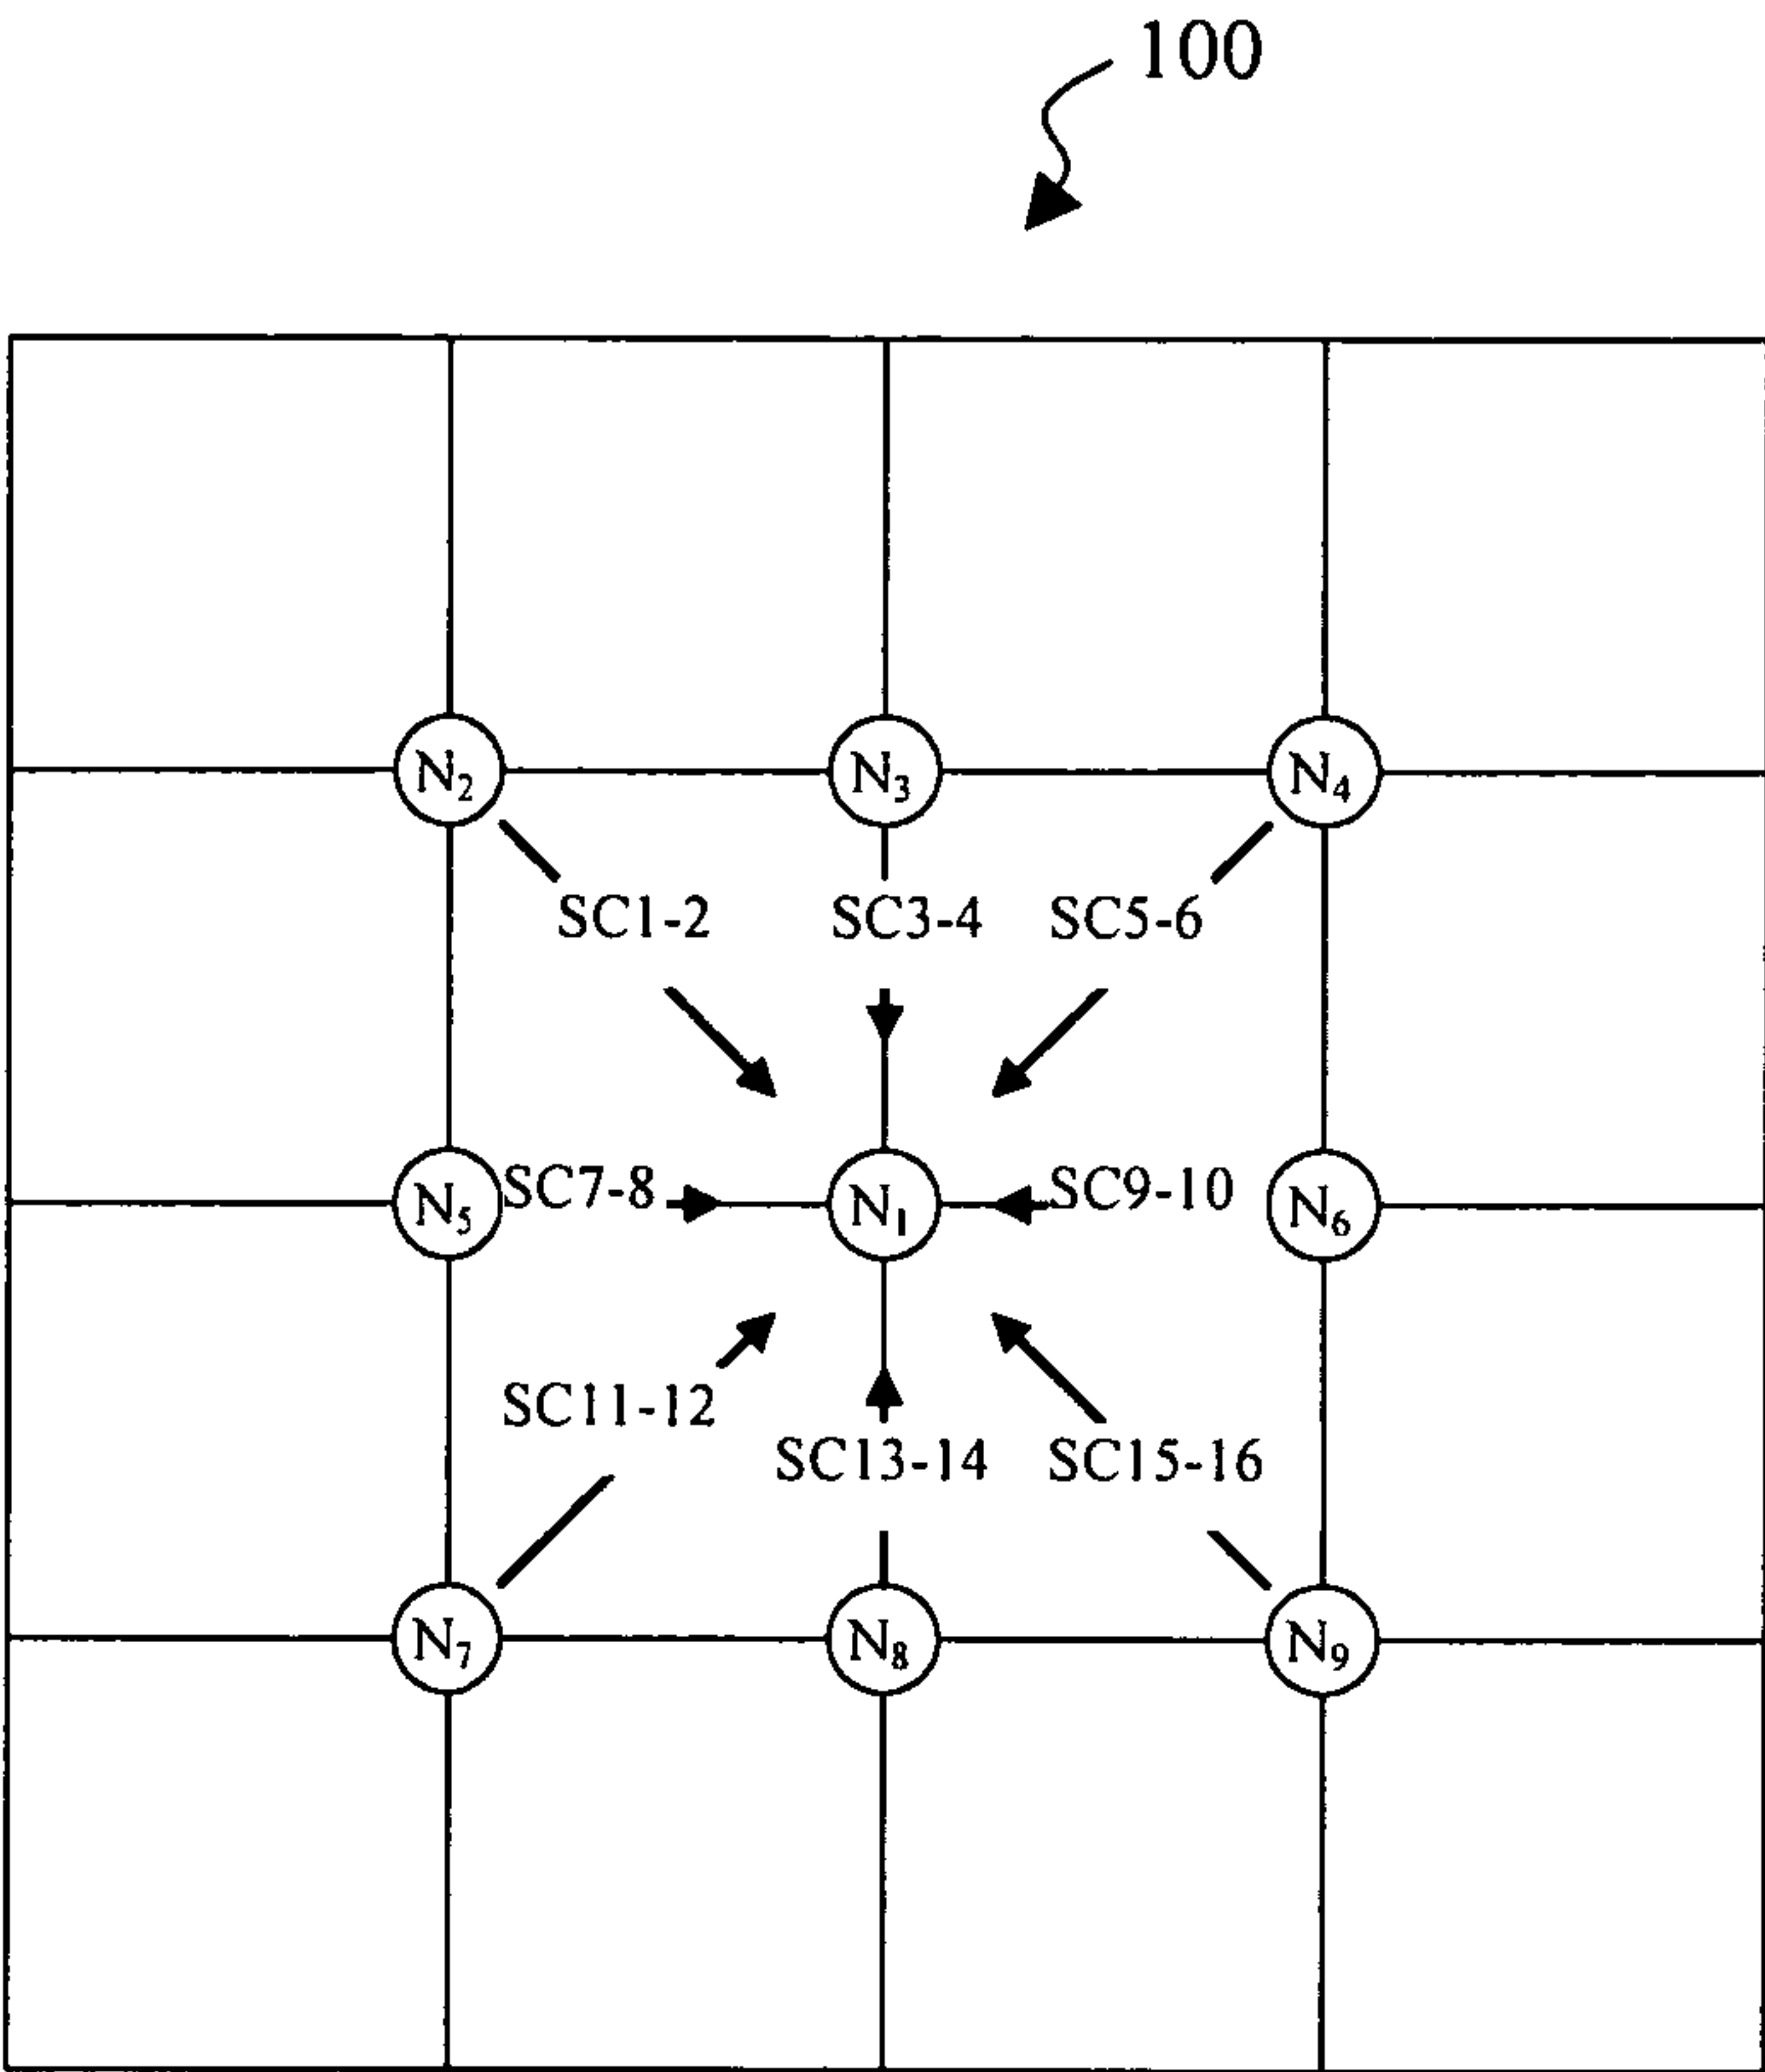 100
N₂ N₃ N₄
SC1-2 SC3-4 SC5-6
N₅ SC7-8 N₁ SC9-10 N₆
SC11-12
SC13-14 SC15-16
N₇ N₈ N₉